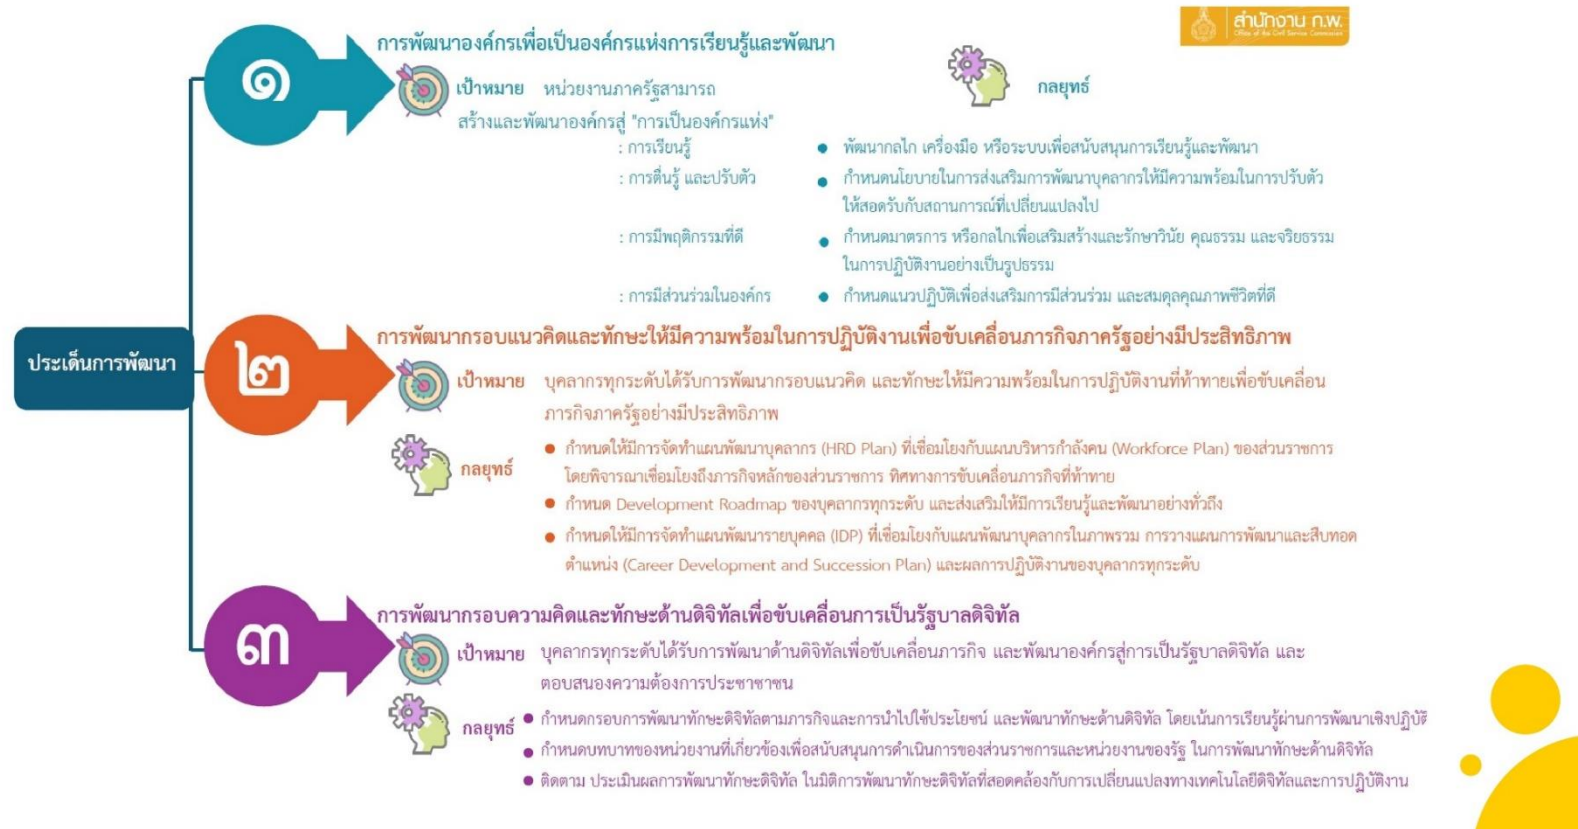 สำนักงาน ก.พ.
Office of the Civil Service Commission
ประเด็นการพัฒนา
๑
การพัฒนาองค์กรเพื่อเป็นองค์กรแห่งการเรียนรู้และพัฒนา
เป้าหมาย หน่วยงานภาครัฐสามารถ
สร้างและพัฒนาองค์กรสู่ "การเป็นองค์กรแห่ง"
กลยุทธ์
: การเรียนรู้ ● พัฒนากลไก เครื่องมือ หรือระบบเพื่อสนับสนุนการเรียนรู้และพัฒนา
: การตื่นรู้ และปรับตัว ● กำหนดนโยบายในการส่งเสริมการพัฒนาบุคลากรให้มีความพร้อมในการปรับตัว
ให้สอดรับกับสถานการณ์ที่เปลี่ยนแปลงไป
: การมีพฤติกรรมที่ดี ● กำหนดมาตรการ หรือกลไกเพื่อเสริมสร้างและรักษาวินัย คุณธรรม และจริยธรรม
ในการปฏิบัติงานอย่างเป็นรูปธรรม
: การมีส่วนร่วมในองค์กร ● กำหนดแนวปฏิบัติเพื่อส่งเสริมการมีส่วนร่วม และสมดุลคุณภาพชีวิตที่ดี
๒
การพัฒนากรอบแนวคิดและทักษะให้มีความพร้อมในการปฏิบัติงานเพื่อขับเคลื่อนภารกิจภาครัฐอย่างมีประสิทธิภาพ
เป้าหมาย บุคลากรทุกระดับได้รับการพัฒนากรอบแนวคิด และทักษะให้มีความพร้อมในการปฏิบัติงานที่ท้าทายเพื่อขับเคลื่อน
ภารกิจภาครัฐอย่างมีประสิทธิภาพ
กลยุทธ์
● กำหนดให้มีการจัดทำแผนพัฒนาบุคลากร (HRD Plan) ที่เชื่อมโยงกับแผนบริหารกำลังคน (Workforce Plan) ของส่วนราชการ
โดยพิจารณาเชื่อมโยงถึงภารกิจหลักของส่วนราชการ ทิศทางการขับเคลื่อนภารกิจที่ท้าทาย
● กำหนด Development Roadmap ของบุคลากรทุกระดับ และส่งเสริมให้มีการเรียนรู้และพัฒนาอย่างทั่วถึง
● กำหนดให้มีการจัดทำแผนพัฒนารายบุคคล (IDP) ที่เชื่อมโยงกับแผนพัฒนาบุคลากรในภาพรวม การวางแผนการพัฒนาและสืบทอด
ตำแหน่ง (Career Development and Succession Plan) และผลการปฏิบัติงานของบุคลากรทุกระดับ
๓
การพัฒนากรอบความคิดและทักษะด้านดิจิทัลเพื่อขับเคลื่อนการเป็นรัฐบาลดิจิทัล
เป้าหมาย บุคลากรทุกระดับได้รับการพัฒนาด้านดิจิทัลเพื่อขับเคลื่อนภารกิจ และพัฒนาองค์กรสู่การเป็นรัฐบาลดิจิทัล และ
ตอบสนองความต้องการประชาชาชน
กลยุทธ์
● กำหนดกรอบการพัฒนาทักษะดิจิทัลตามภารกิจและการนำไปใช้ประโยชน์ และพัฒนาทักษะด้านดิจิทัล โดยเน้นการเรียนรู้ผ่านการพัฒนาเชิงปฏิบัติ
● กำหนดบทบาทของหน่วยงานที่เกี่ยวข้องเพื่อสนับสนุนการดำเนินการของส่วนราชการและหน่วยงานของรัฐ ในการพัฒนาทักษะด้านดิจิทัล
● ติดตาม ประเมินผลการพัฒนาทักษะดิจิทัล ในมิติการพัฒนาทักษะดิจิทัลที่สอดคล้องกับการเปลี่ยนแปลงทางเทคโนโลยีดิจิทัลและการปฏิบัติงาน